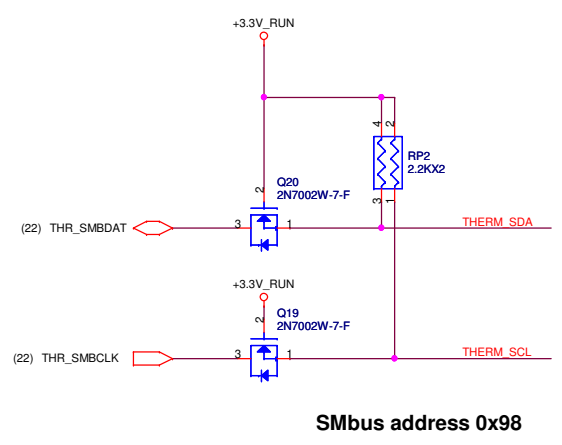 +3.3V_RUN
4 2
RP2
2.2KX2
3 1
Q20
2N7002W-7-F
2
(22) THR_SMBDAT 3 1 THERM_SDA
+3.3V_RUN
Q19
2N7002W-7-F
2
(22) THR_SMBCLK 3 1 THERM_SCL
SMbus address 0x98